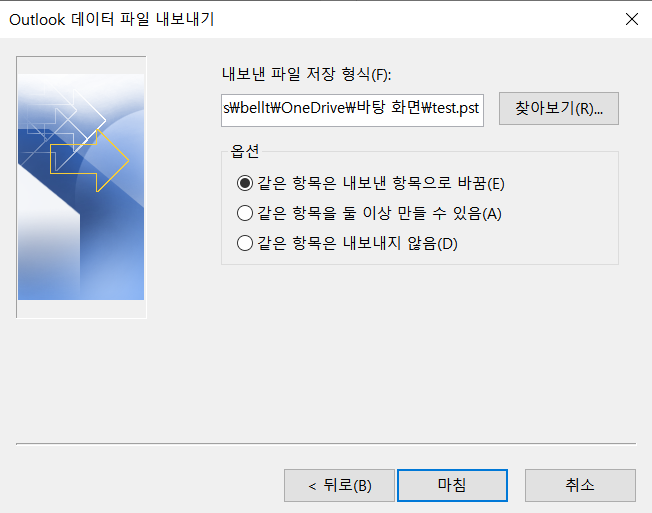 Outlook 데이터 파일 내보내기
내보낸 파일 저장 형식(F):
s₩bellt₩OneDrive₩바탕 화면₩test.pst
찾아보기(R)...
옵션
같은 항목은 내보낸 항목으로 바꿈(E)
같은 항목을 둘 이상 만들 수 있음(A)
같은 항목은 내보내지 않음(D)
< 뒤로(B)
마침
취소